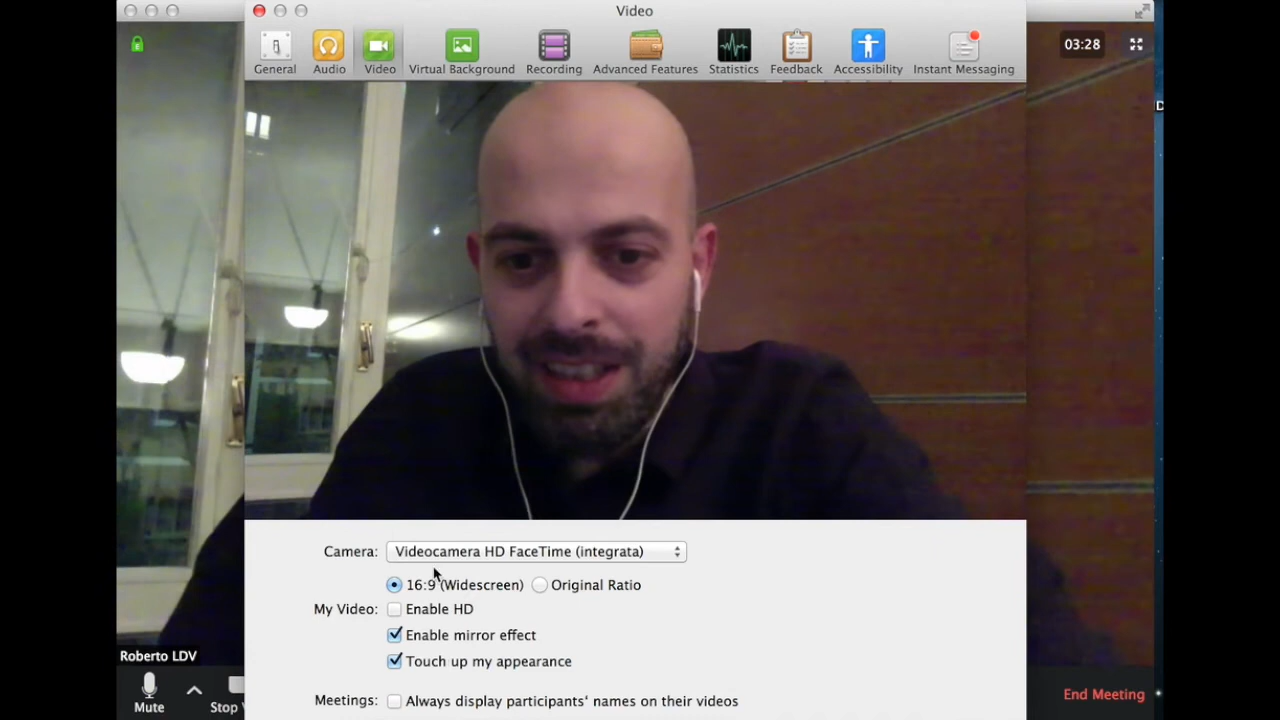 Video
General Audio Video Virtual Background Recording Advanced Features Statistics Feedback Accessibility Instant Messaging
03:28
E
D
Camera: Videocamera HD FaceTime (integrata)
16:9 (Widescreen) Original Ratio
My Video: Enable HD
Enable mirror effect
Touch up my appearance
Roberto LDV
Meetings: Always display participants' names on their videos
Mute Stop End Meeting